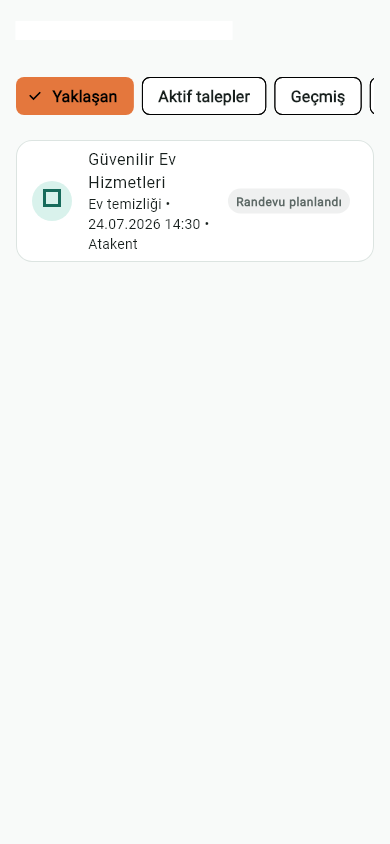 Yaklaşan
Aktif talepler
Geçmiş
Güvenilir Ev
Hizmetleri
Ev temizliği •
24.07.2026 14:30 •
Atakent
Randevu planlandı